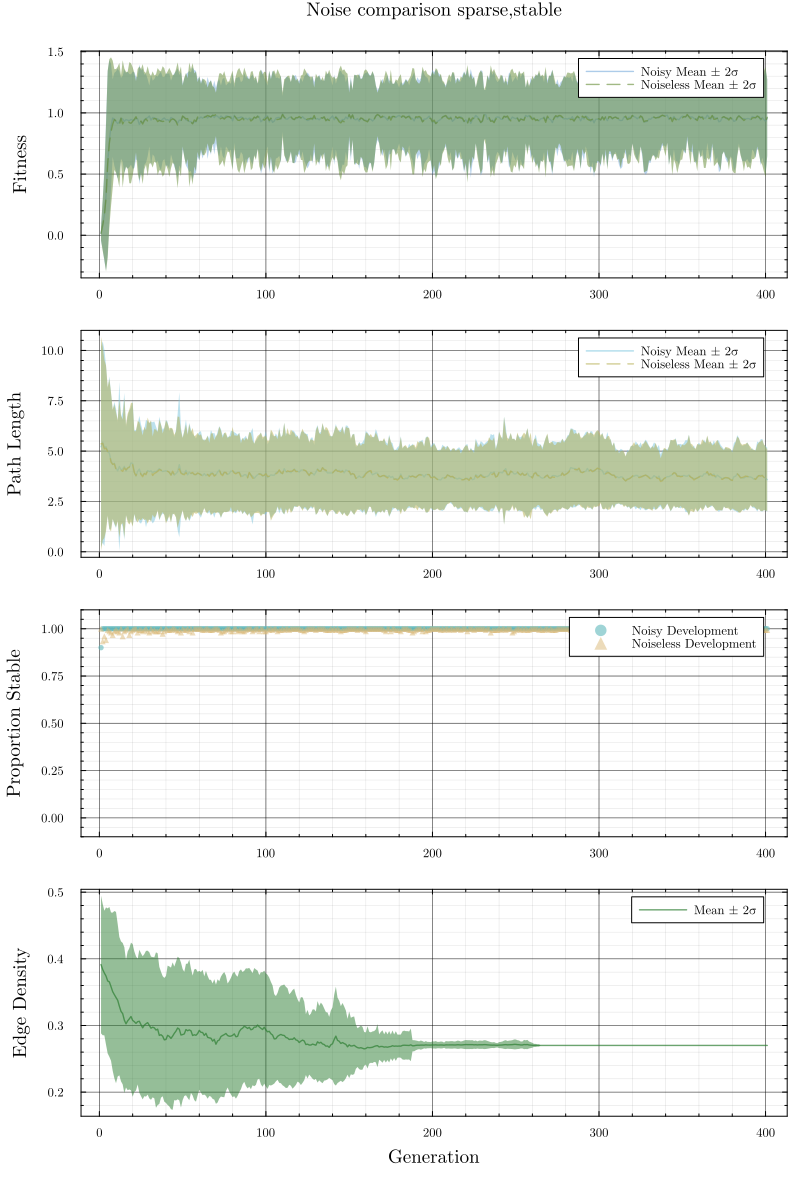 Noise comparison sparse,stable
1.5
1.0
0.5
0.0
Fitness
Noisy Mean ± 2σ
Noiseless Mean ± 2σ
0 100 200 300 400
10.0
7.5
5.0
2.5
0.0
Path Length
Noisy Mean ± 2σ
Noiseless Mean ± 2σ
0 100 200 300 400
1.00
0.75
0.50
0.25
0.00
Proportion Stable
Noisy Development
Noiseless Development
0 100 200 300 400
0.5
0.4
0.3
0.2
Edge Density
Mean ± 2σ
0 100 200 300 400
Generation